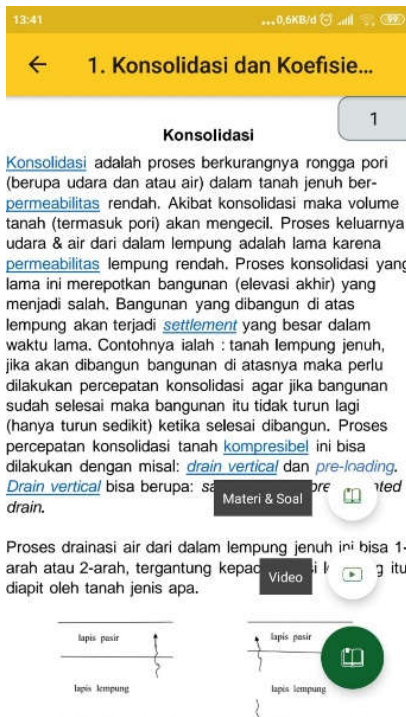 13:41
...0,6KB/d
99
1. Konsolidasi dan Koefisie...
1
Konsolidasi
Konsolidasi adalah proses berkurangnya rongga pori
(berupa udara dan atau air) dalam tanah jenuh ber-
permeabilitas rendah. Akibat konsolidasi maka volume
tanah (termasuk pori) akan mengecil. Proses keluarnya
udara & air dari dalam lempung adalah lama karena
permeabilitas lempung rendah. Proses konsolidasi yang
lama ini merepotkan bangunan (elevasi akhir) yang
menjadi salah. Bangunan yang dibangun di atas
lempung akan terjadi settlement yang besar dalam
waktu lama. Contohnya ialah : tanah lempung jenuh,
jika akan dibangun bangunan di atasnya maka perlu
dilakukan percepatan konsolidasi agar jika bangunan
sudah selesai maka bangunan itu tidak turun lagi
(hanya turun sedikit) ketika selesai dibangun. Proses
percepatan konsolidasi tanah kompresibel ini bisa
dilakukan dengan misal: drain vertical dan pre-loading.
Drain vertical bisa berupa:
drain.
Materi & Soal
Proses drainasi air dari dalam lempung jenuh ini bisa 1-
arah atau 2-arah, tergantung itu
diapit oleh tanah jenis apa.
Video
lapis pasir
lapis pasir
lapis lempung
lapis lempung